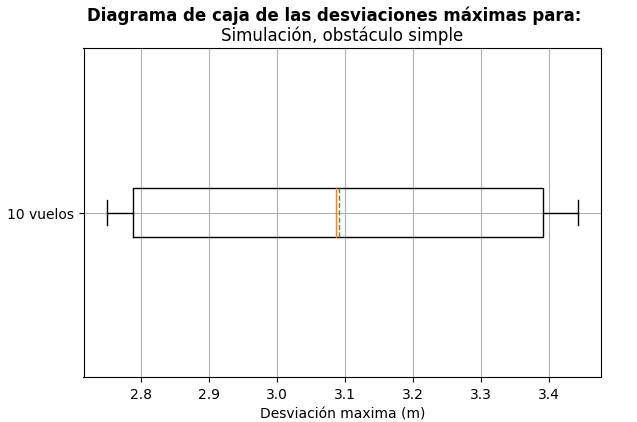 Diagrama de caja de las desviaciones máximas para:
Simulación, obstáculo simple
10 vuelos
2.8 2.9 3.0 3.1 3.2 3.3 3.4
Desviación maxima (m)